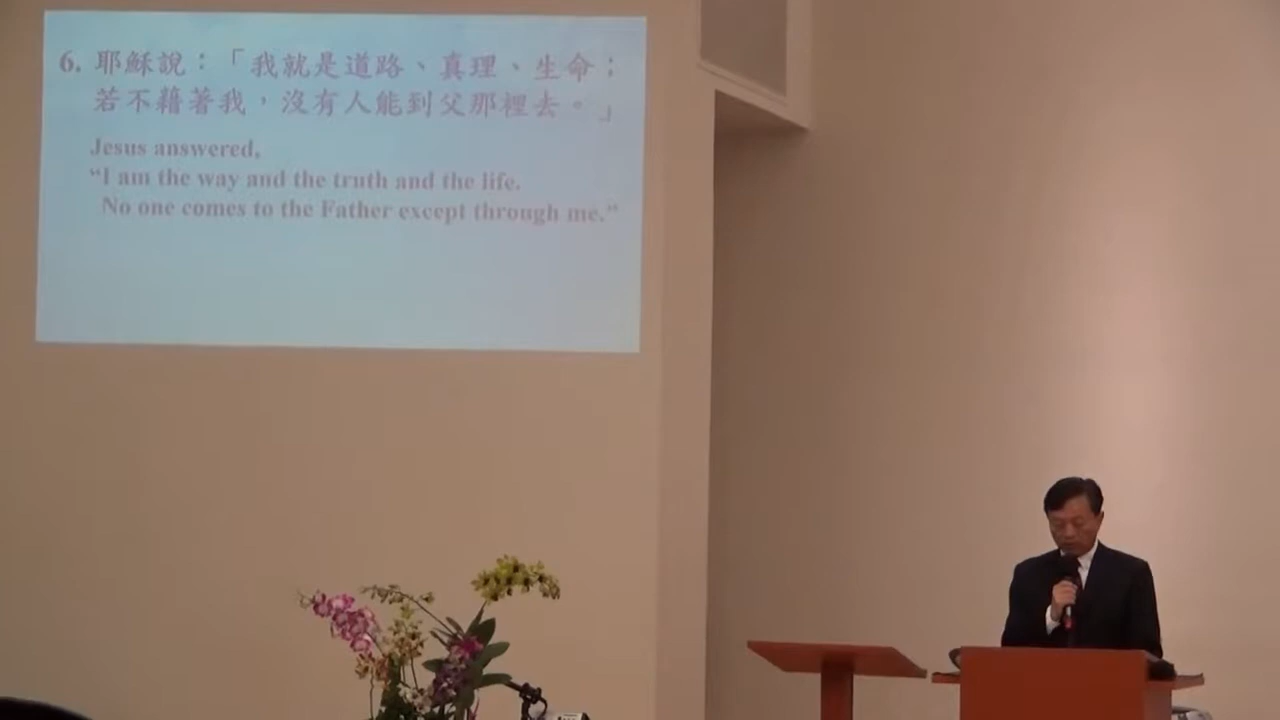 6. 耶穌說：「我就是道路、真理、生命；
若不藉著我，沒有人能到父那裡去。」
Jesus answered,
“I am the way and the truth and the life.
No one comes to the Father except through me.“